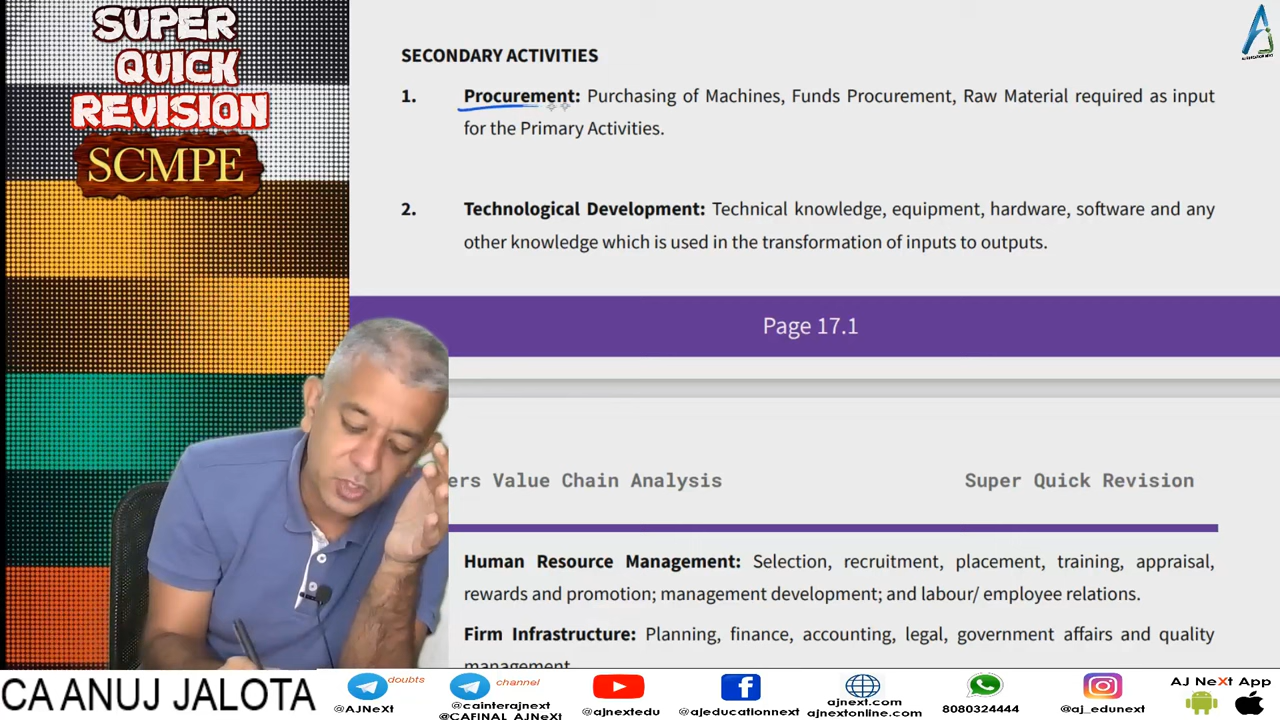 SUPER
QUICK
REVISION
SCMPE
SECONDARY ACTIVITIES
1. Procurement: Purchasing of Machines, Funds Procurement, Raw Material required as input
for the Primary Activities.
2. Technological Development: Technical knowledge, equipment, hardware, software and any
other knowledge which is used in the transformation of inputs to outputs.
Page 17.1
ers Value Chain Analysis Super Quick Revision
Human Resource Management: Selection, recruitment, placement, training, appraisal,
rewards and promotion; management development; and labour/ employee relations.
Firm Infrastructure: Planning, finance, accounting, legal, government affairs and quality
management
CA ANUJ JALOTA
doubts
@AJNeXt
channel
@cainterajnext
@CAFINAL_AJNeXt
@ajnextedu
@ajeducationnext
ajnext.com
ajnextonline.com
8080324444
@aj_edunext
AJ NeXt App